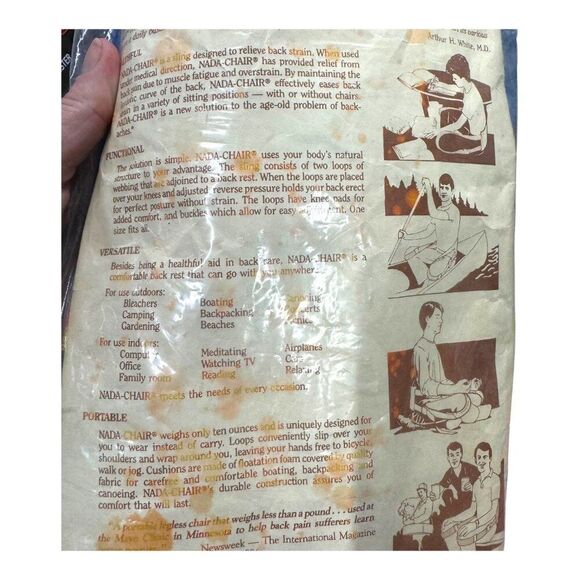 daily basis
its various
Arthur H. White, M.D.
NADA-CHAIR® is a sling designed to relieve back strain. When used
under medical direction, NADA-CHAIR® has provided relief from
back pain due to muscle fatigue and overstrain. By maintaining the
curve of the back, NADA-CHAIR® effectively eases back
strain in a variety of sitting positions — with or without chairs.
NADA-CHAIR® is a new solution to the age-old problem of back-
aches."
FUNCTIONAL
The solution is simple. NADA-CHAIR® uses your body's natural
structure to your advantage. The sling consists of two loops of
webbing that are adjoined to a back rest. When the loops are placed
over your knees and adjusted, reverse pressure holds your back erect
for perfect posture without strain. The loops have knee pads for
added comfort, and buckles which allow for easy adjustment. One
size fits all.
VERSATILE
Besides being a healthful aid in back care, NADA-CHAIR® is a
comfortable back rest that can go with you anywhere.
For use outdoors:
Bleachers Boating Canoeing
Camping Backpacking Concerts
Gardening Beaches Picnics
For use indoors:
Computer Meditating Airplanes
Office Watching TV Cars
Family room Reading Relaxing
NADA-CHAIR® meets the needs of every occasion.
PORTABLE
NADA-CHAIR® weighs only ten ounces and is uniquely designed for
you to wear instead of carry. Loops conveniently slip over your
shoulders and wrap around you, leaving your hands free to bicycle,
walk or jog. Cushions are made of floatation foam covered by quality
fabric for carefree and comfortable boating, backpacking and
canoeing. NADA-CHAIR®'s durable construction assures you of
comfort that will last.
"A portable legless chair that weighs less than a pound . . . used at
the Mayo Clinic in Minnesota to help back pain sufferers learn
Newsweek — The International Magazine